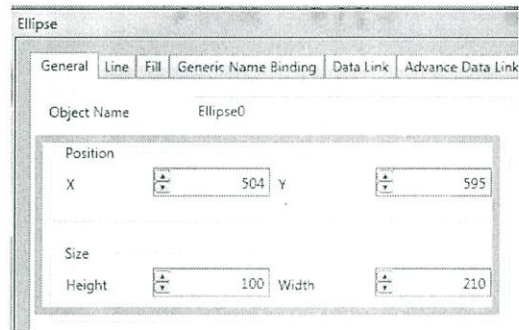 Ellipse
General Line Fill Generic Name Binding Data Link Advance Data Link
Object Name Ellipse0
Position
X 504 Y 595
Size
Height 100 Width 210